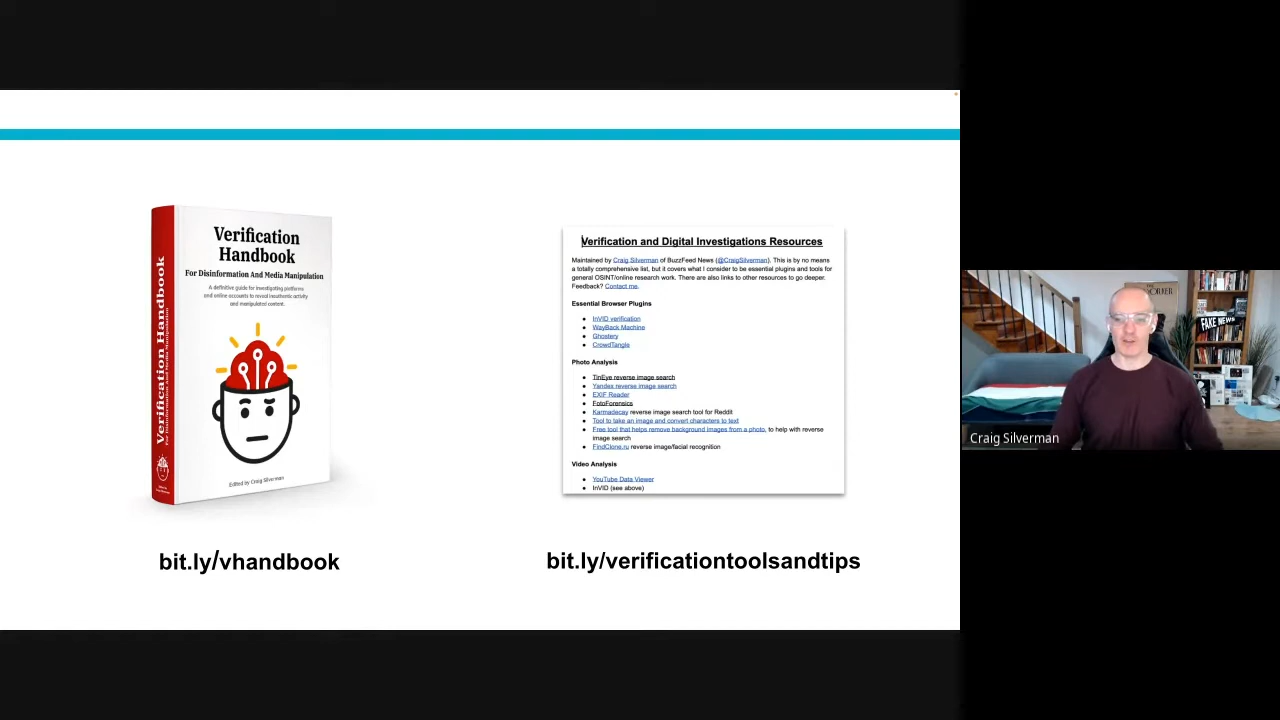 Verification
Handbook
For Disinformation And Media Manipulation
A definitive guide for investigating platforms
and online accounts to reveal inauthentic activity
and manipulated content.
Edited by Craig Silverman
Verification Handbook
bit.ly/vhandbook
Verification and Digital Investigations Resources
Maintained by Craig Silverman of BuzzFeed News (@CraigSilverman). This is by no means
a totally comprehensive list, but it covers what I consider to be essential plugins and tools for
general OSINT/online research work. There are also links to other resources to go deeper.
Feedback? Contact me.
Essential Browser Plugins
● InVID verification
● WayBack Machine
● Ghostery
● CrowdTangle
Photo Analysis
● TinEye reverse image search
● Yandex reverse image search
● EXIF Reader
● FotoForensics
● Karmadecay reverse image search tool for Reddit
● Tool to take an image and convert characters to text
● Free tool that helps remove background images from a photo, to help with reverse
image search
● FindClone.ru reverse image/facial recognition
Video Analysis
● YouTube Data Viewer
● InVID (see above)
bit.ly/verificationtoolsandtips
FAKE NEWS
Craig Silverman